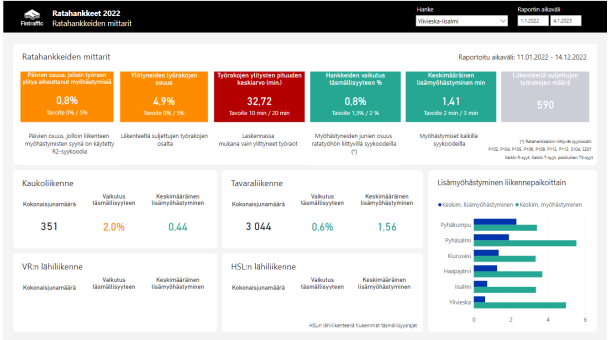 Fintraffic
Ratahankkeet 2022
Ratahankkeiden mittarit
Hanke
Ylivieska-Iisalmi
Raportin aikaväli
1.1.2022
4.1.2023
Ratahankkeiden mittarit
Raportoitu aikaväli: 11.01.2022 - 14.12.2022
Päivien osuus, jolloin työraon
ylitys aiheuttanut myöhästymisiä
0,8%
Tavoite 0% / 5%
Ylittyneiden työrakojen
osuus
4,9%
Tavoite 0% / 5%
Työrakojen ylitysten pituuden
keskiarvo (min.)
32,72
Tavoite 10 min / 20 min
Hankkeiden vaikutus
täsmällisyyteen %
0,8%
Tavoite 1,5% / 2 %
Keskimääräinen
lisämyöhästyminen min
1,41
Tavoite 2 min / 3 min
Liikenteeltä suljettujen
työrakojen määrä
590
Päivien osuus, jolloin liikenteen
myöhästymisen syynä on käytetty
R2-syykoodia
Liikenteeltä suljettujen työrakojen
osalta
Laskennassa
mukana vain ylittyneet työraot
Myöhästyneiden junien osuus
ratatyöhön liittyvillä syykoodeilla
(*)
Myöhästymiset kaikilla
syykoodeilla
(*) Ratahankkeisiin liittyvät syykoodit:
Kaikki R-syyt, Kaikki T-syyt, poislukien T3-syyt
Kaukoliikenne
Kokonaisjunamäärä
351
Vaikutus
täsmällisyyteen
2,0%
Keskimääräinen
lisämyöhästyminen
0,44
Tavaraliikenne
Kokonaisjunamäärä
3 044
Vaikutus
täsmällisyyteen
0,6%
Keskimääräinen
lisämyöhästyminen
1,56
VR:n lähiliikenne
Kokonaisjunamäärä
Vaikutus
täsmällisyyteen
Keskimääräinen
lisämyöhästyminen
HSL:n lähiliikenne
Kokonaisjunamäärä
Vaikutus
täsmällisyyteen
Keskimääräinen
lisämyöhästyminen
HSL:n lähiliikenteellä tiukemmat täsmällisyysrajat
Lisämyöhästyminen liikennepaikoittain
Keskim. lisämyöhästyminen
Keskim. myöhästyminen
Pyhäkumpu
Pyhäsalmi
Kiuruvesi
Haapajärvi
Iisalmi
Ylivieska
0
2
4
6